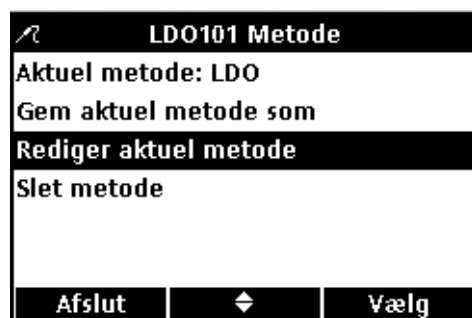 LDO101 Metode
Aktuel metode: LDO
Gem aktuel metode som
Rediger aktuel metode
Slet metode
Afslut
Vælg